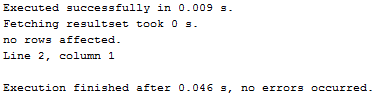 Executed successfully in 0.009 s.
Fetching resultset took 0 s.
no rows affected.
Line 2, column 1
Execution finished after 0.046 s, no errors occurred.